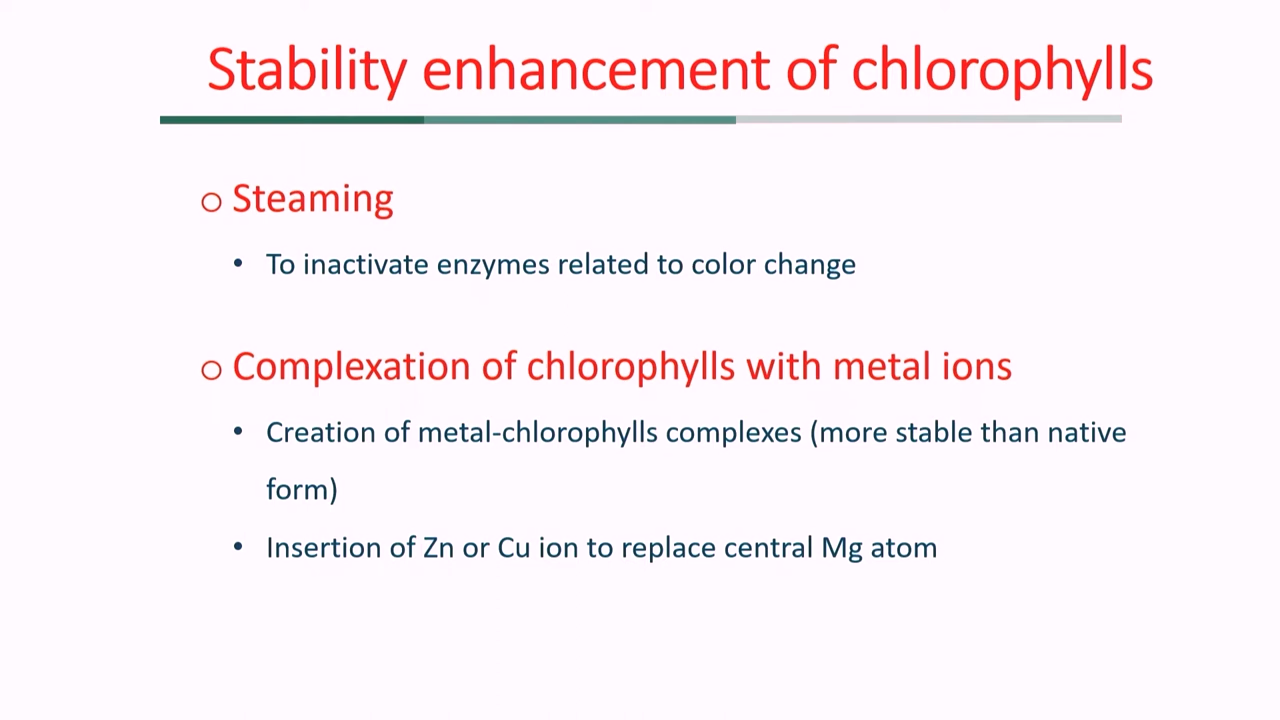 Stability enhancement of chlorophylls
o Steaming
• To inactivate enzymes related to color change
o Complexation of chlorophylls with metal ions
• Creation of metal-chlorophylls complexes (more stable than native
form)
• Insertion of Zn or Cu ion to replace central Mg atom